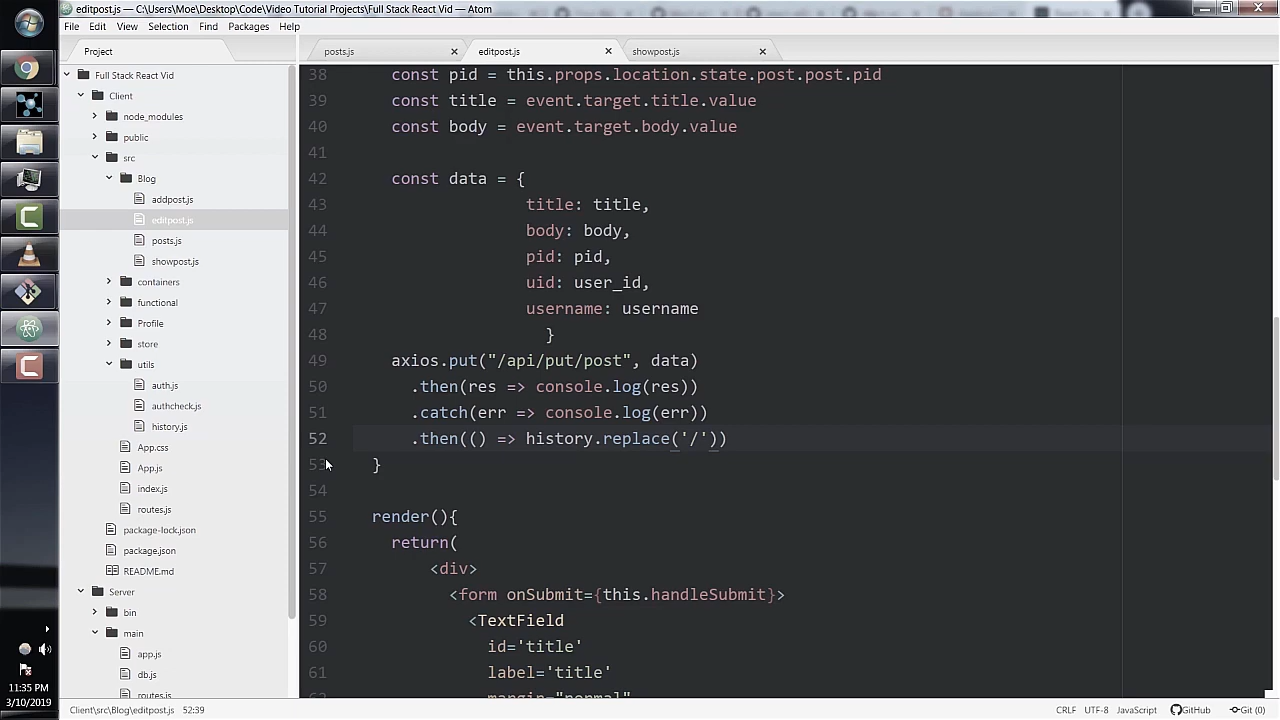 editpost.js — C:\Users\Moe\Desktop\Code\Video Tutorial Projects\Full Stack React Vid — Atom
File Edit View Selection Find Packages Help
Project
posts.js
editpost.js
showpost.js
Full Stack React Vid
Client
node_modules
public
src
Blog
addpost.js
editpost.js
posts.js
showpost.js
containers
functional
Profile
store
utils
auth.js
authcheck.js
history.js
App.css
App.js
index.js
routes.js
package-lock.json
package.json
README.md
Server
bin
main
app.js
db.js
routes.js
38 const pid = this.props.location.state.post.post.pid
39 const title = event.target.title.value
40 const body = event.target.body.value
41
42 const data = {
43 title: title,
44 body: body,
45 pid: pid,
46 uid: user_id,
47 username: username
48 }
49 axios.put("/api/put/post", data)
50 .then(res => console.log(res))
51 .catch(err => console.log(err))
52 .then(() => history.replace('/'))
53 }
54
55 render(){
56 return(
57 <div>
58 <form onSubmit={this.handleSubmit}>
59 <TextField
60 id='title'
61 label='title'
62 margin="normal"
11:35 PM
3/10/2019
Client\src\Blog\editpost.js 52:39
CRLF UTF-8 JavaScript GitHub Git (0)